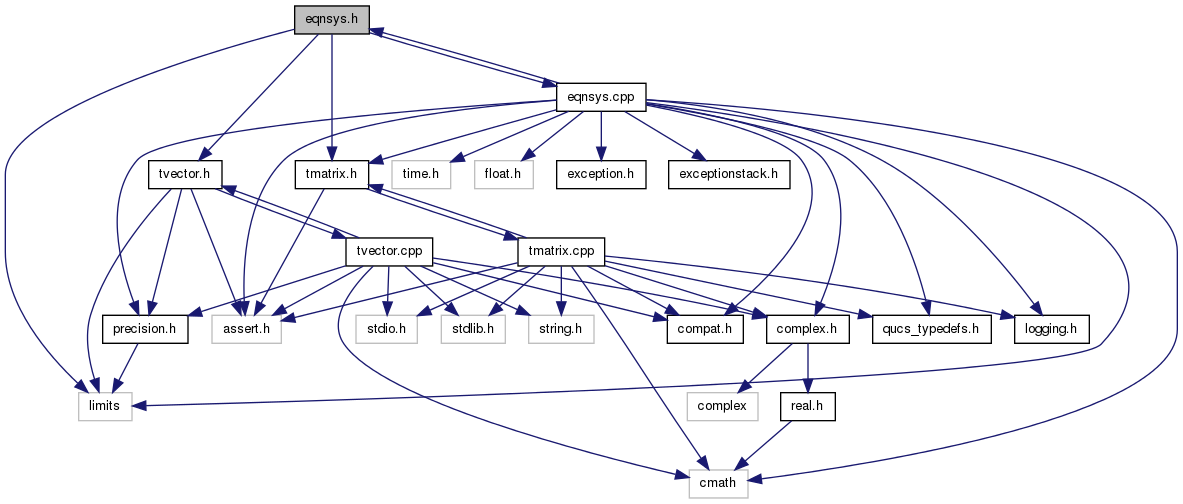 eqnsys.h
eqnsys.cpp
tvector.h
tmatrix.h
time.h
float.h
exception.h
exceptionstack.h
tvector.cpp
tmatrix.cpp
precision.h
assert.h
stdio.h
stdlib.h
string.h
compat.h
complex.h
qucs_typedefs.h
logging.h
limits
complex
real.h
cmath